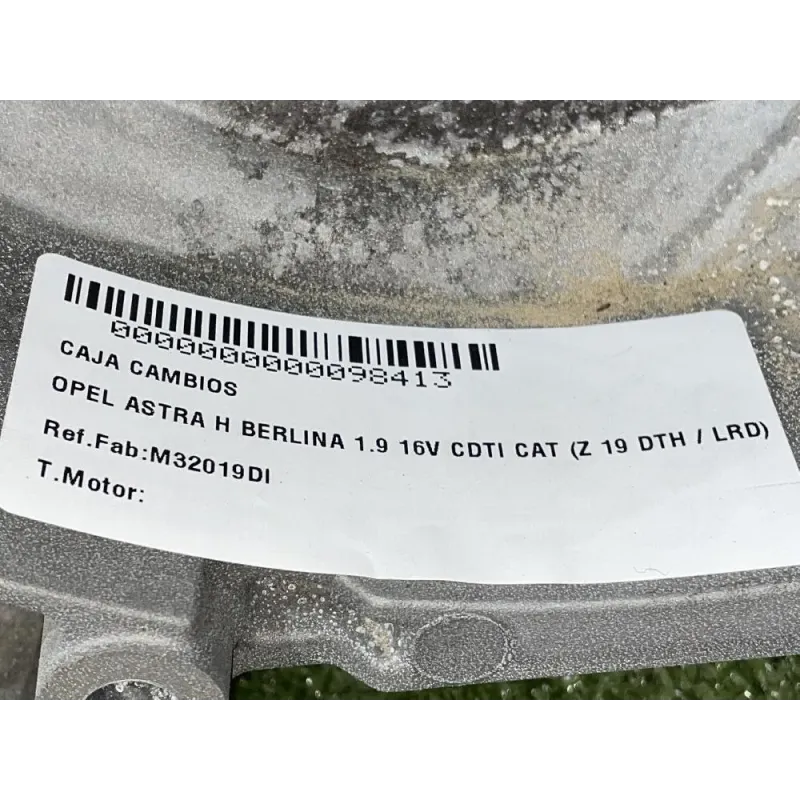 0000000000098413
CAJA CAMBIOS
OPEL ASTRA H BERLINA 1.9 16V CDTI CAT (Z 19 DTH / LRD)
Ref.Fab:M32019DI
T.Motor: